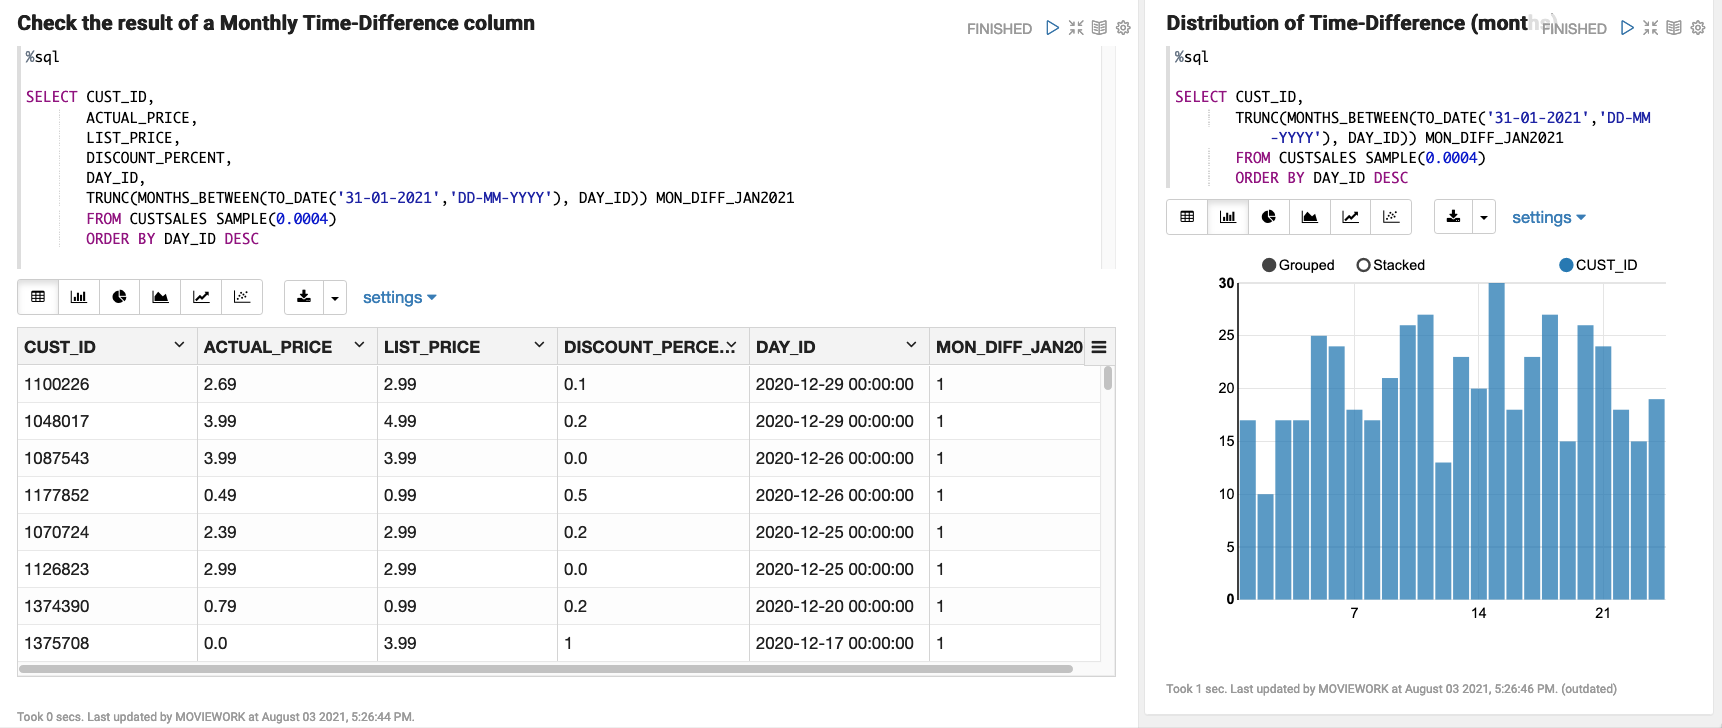 Check the result of a Monthly Time-Difference column
FINISHED
%sql
SELECT CUST_ID,
ACTUAL_PRICE,
LIST_PRICE,
DISCOUNT_PERCENT,
DAY_ID,
TRUNC(MONTHS_BETWEEN(TO_DATE('31-01-2021','DD-MM-YYYY'), DAY_ID)) MON_DIFF_JAN2021
FROM CUSTSALES SAMPLE(0.0004)
ORDER BY DAY_ID DESC
settings
CUST_ID ACTUAL_PRICE LIST_PRICE DISCOUNT_PERCE... DAY_ID MON_DIFF_JAN20
1100226 2.69 2.99 0.1 2020-12-29 00:00:00 1
1048017 3.99 4.99 0.2 2020-12-29 00:00:00 1
1087543 3.99 3.99 0.0 2020-12-26 00:00:00 1
1177852 0.49 0.99 0.5 2020-12-26 00:00:00 1
1070724 2.39 2.99 0.2 2020-12-25 00:00:00 1
1126823 2.99 2.99 0.0 2020-12-25 00:00:00 1
1374390 0.79 0.99 0.2 2020-12-20 00:00:00 1
1375708 0.0 3.99 1 2020-12-17 00:00:00 1
Took 0 secs. Last updated by MOVIEWORK at August 03 2021, 5:26:44 PM.
Distribution of Time-Difference (months)
FINISHED
%sql
SELECT CUST_ID,
TRUNC(MONTHS_BETWEEN(TO_DATE('31-01-2021','DD-MM
-YYYY'), DAY_ID)) MON_DIFF_JAN2021
FROM CUSTSALES SAMPLE(0.0004)
ORDER BY DAY_ID DESC
settings
Grouped Stacked CUST_ID
30
25
20
15
10
5
0
7 14 21
Took 1 sec. Last updated by MOVIEWORK at August 03 2021, 5:26:46 PM. (outdated)